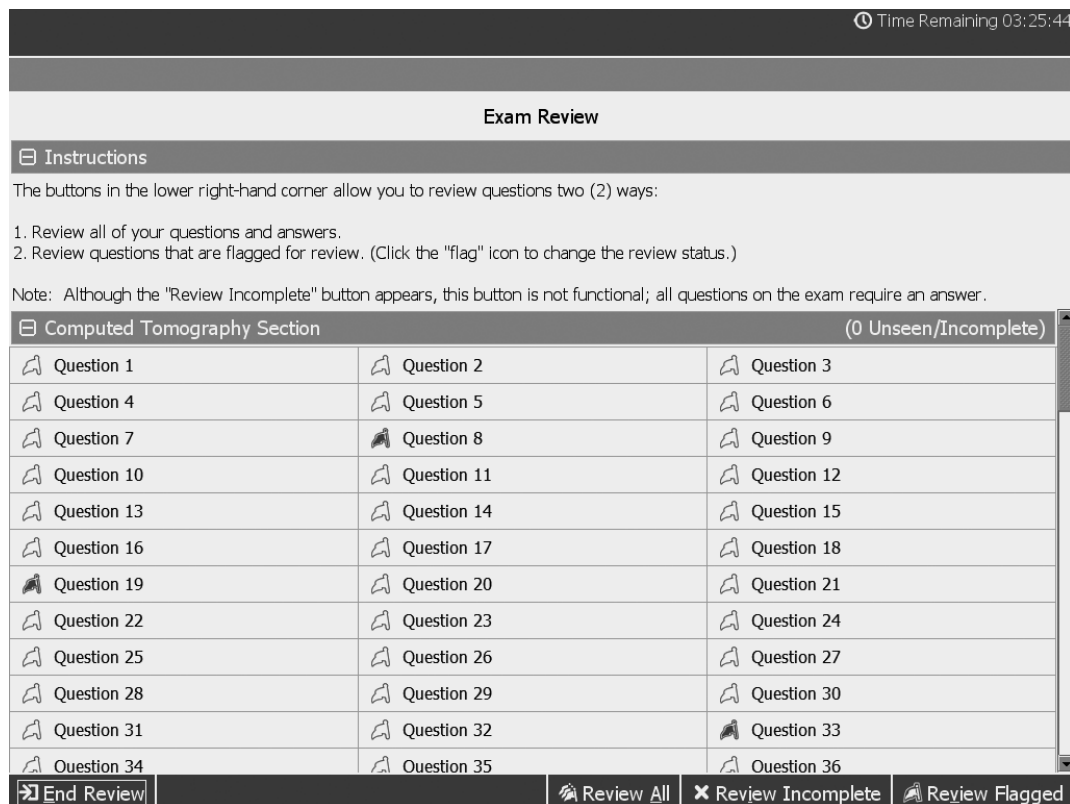 Time Remaining 03:25:44
Exam Review
Instructions
The buttons in the lower right-hand corner allow you to review questions two (2) ways:
1. Review all of your questions and answers.
2. Review questions that are flagged for review. (Click the "flag" icon to change the review status.)
Note: Although the "Review Incomplete" button appears, this button is not functional; all questions on the exam require an answer.
Computed Tomography Section (0 Unseen/Incomplete)
Question 1 Question 2 Question 3
Question 4 Question 5 Question 6
Question 7 Question 8 Question 9
Question 10 Question 11 Question 12
Question 13 Question 14 Question 15
Question 16 Question 17 Question 18
Question 19 Question 20 Question 21
Question 22 Question 23 Question 24
Question 25 Question 26 Question 27
Question 28 Question 29 Question 30
Question 31 Question 32 Question 33
Question 34 Question 35 Question 36
End Review Review All Review Incomplete Review Flagged